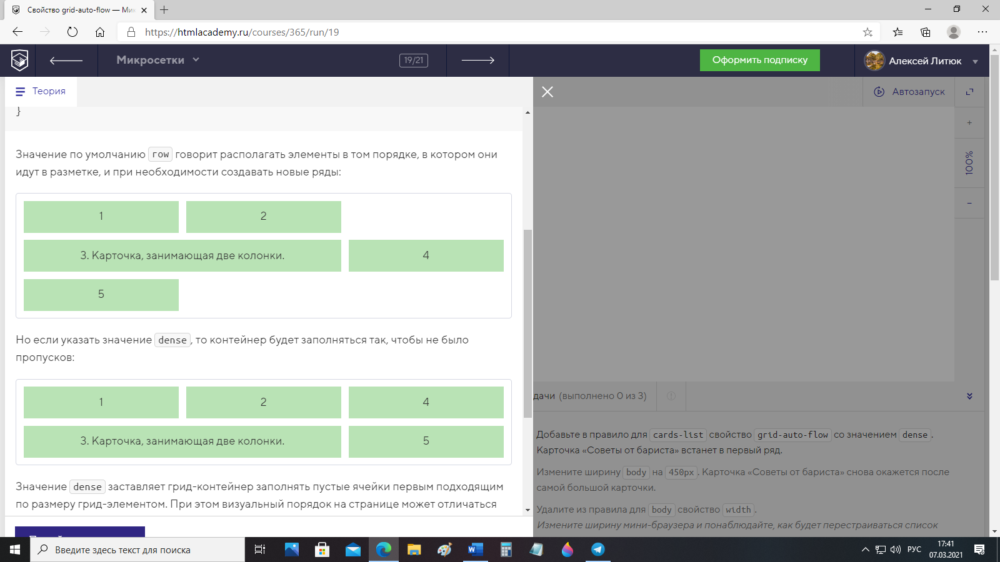 Свойство grid-auto-flow — Мик
https://htmlacademy.ru/courses/365/run/19
Микросетки
19/21
Оформить подписку
Алексей Литюк
Теория
Автозапуск
}
Значение по умолчанию row говорит располагать элементы в том порядке, в котором они
идут в разметке, и при необходимости создавать новые ряды:
1
2
3. Карточка, занимающая две колонки.
4
5
Но если указать значение dense, то контейнер будет заполняться так, чтобы не было
пропусков:
1
2
4
3. Карточка, занимающая две колонки.
5
Значение dense заставляет грид-контейнер заполнять пустые ячейки первым подходящим
по размеру грид-элементом. При этом визуальный порядок на странице может отличаться
+
100%
−
дачи (выполнено 0 из 3)
Добавьте в правило для cards-list свойство grid-auto-flow со значением dense.
Карточка «Советы от бариста» встанет в первый ряд.
Измените ширину body на 450px. Карточка «Советы от бариста» снова окажется после
самой большой карточки.
Удалите из правила для body свойство width.
Измените ширину мини-браузера и понаблюдайте, как будет перестраиваться список
Введите здесь текст для поиска
РУС
17:41
07.03.2021